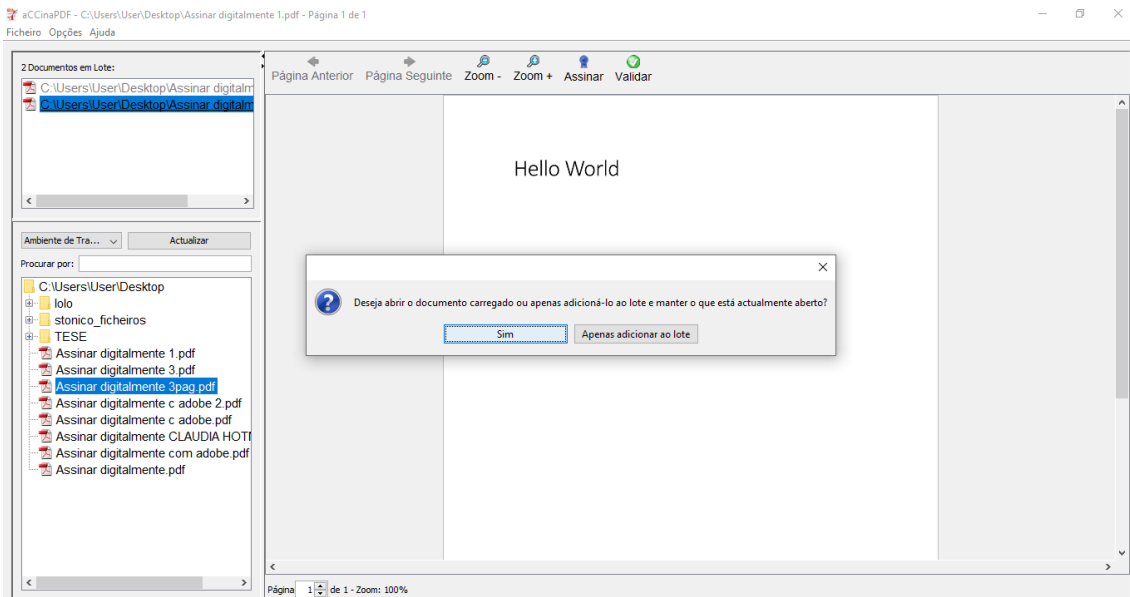 aCCinaPDF - C:\Users\User\Desktop\Assinar digitalmente 1.pdf - Página 1 de 1
Ficheiro Opções Ajuda
2 Documentos em Lote:
C:\Users\User\Desktop\Assinar digitalm
C:\Users\User\Desktop\Assinar digitalm
Página Anterior Página Seguinte Zoom - Zoom + Assinar Validar
Hello World
Ambiente de Tra... Actualizar
Procurar por:
C:\Users\User\Desktop
lolo
stonico_ficheiros
TESE
Assinar digitalmente 1.pdf
Assinar digitalmente 3.pdf
Assinar digitalmente 3pag.pdf
Assinar digitalmente c adobe 2.pdf
Assinar digitalmente c adobe.pdf
Assinar digitalmente CLAUDIA HOT
Assinar digitalmente com adobe.pdf
Assinar digitalmente.pdf
Deseja abrir o documento carregado ou apenas adicioná-lo ao lote e manter o que está actualmente aberto?
Sim Apenas adicionar ao lote
Página 1 de 1 - Zoom: 100%